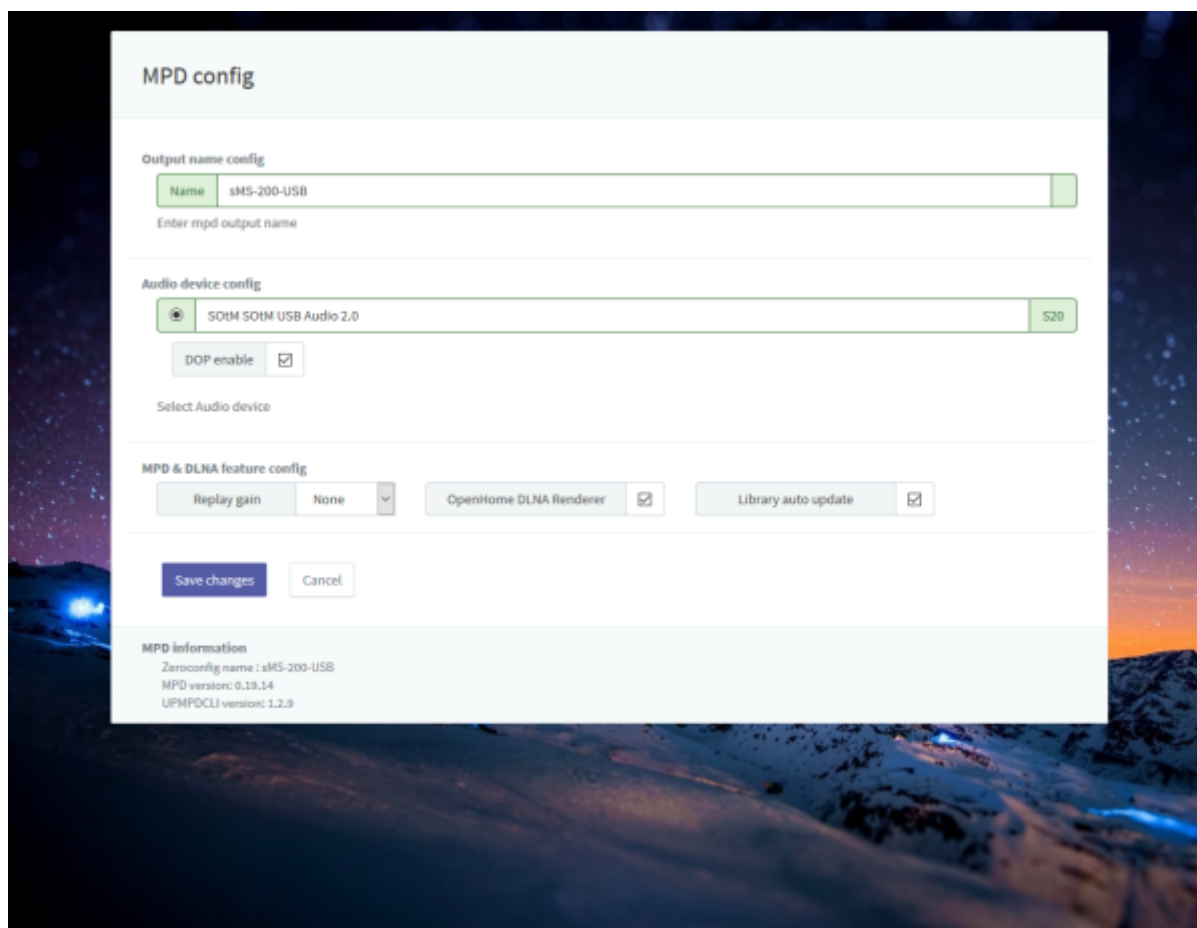 MPD config
Output name config
Name sMS-200-USB
Enter mpd output name
Audio device config
SOtM SOtM USB Audio 2.0 S20
DOP enable
Select Audio device
MPD & DLNA feature config
Replay gain None OpenHome DLNA Renderer Library auto update
Save changes Cancel
MPD information
Zeroconfig name : sMS-200-USB
MPD version: 0.19.14
UPMPDCLI version: 1.2.9